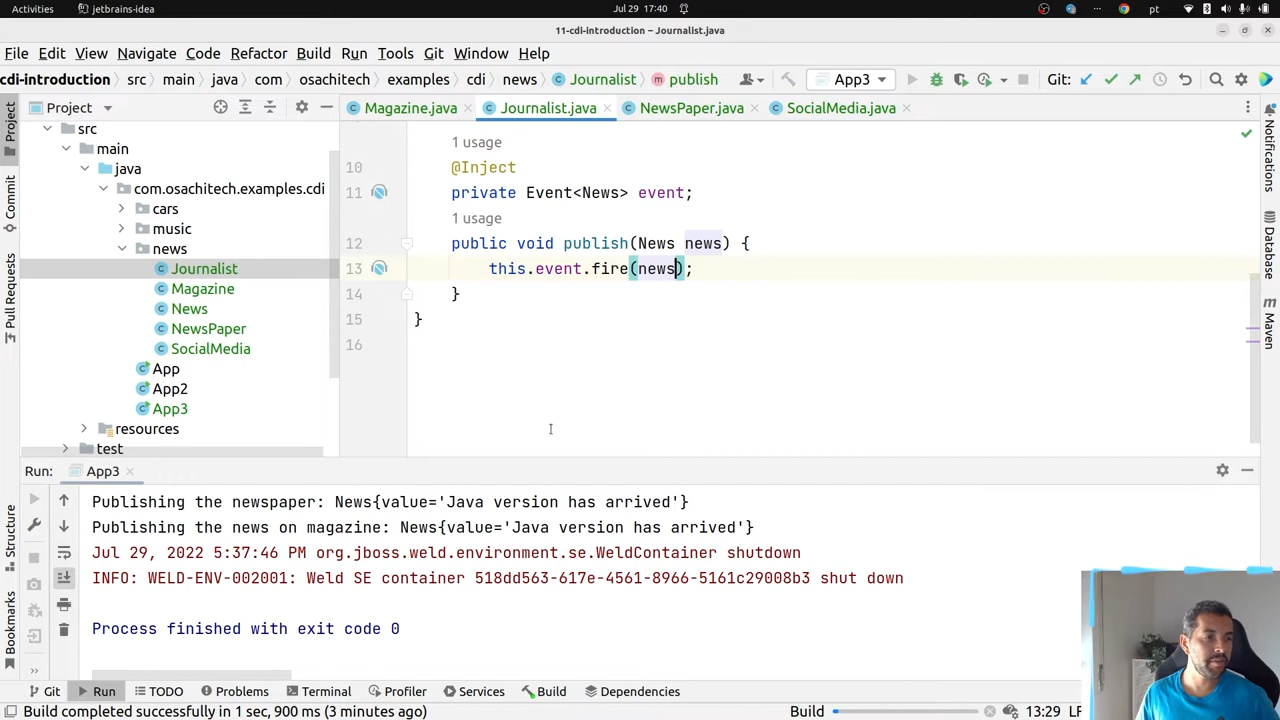 Activities
jetbrains-idea
Jul 29 17:40
pt
11-cdi-introduction – Journalist.java
File Edit View Navigate Code Refactor Build Run Tools Git Window Help
cdi-introduction src main java com osachitech examples cdi news Journalist publish
App3
Git:
Project
Magazine.java
Journalist.java
NewsPaper.java
SocialMedia.java
src
main
java
com.osachitech.examples.cdi
cars
music
news
Journalist
Magazine
News
NewsPaper
SocialMedia
App
App2
App3
resources
test
1 usage
10 @Inject
11 private Event<News> event;
1 usage
12 public void publish(News news) {
13 this.event.fire(news);
14 }
15 }
16
Project
Commit
Pull Requests
Structure
Bookmarks
Notifications
Database
Maven
Run: App3
Publishing the newspaper: News{value='Java version has arrived'}
Publishing the news on magazine: News{value='Java version has arrived'}
Jul 29, 2022 5:37:46 PM org.jboss.weld.environment.se.WeldContainer shutdown
INFO: WELD-ENV-002001: Weld SE container 518dd563-617e-4561-8966-5161c29008b3 shut down
Process finished with exit code 0
Git Run TODO Problems Terminal Profiler Services Build Dependencies
Build completed successfully in 1 sec, 900 ms (3 minutes ago)
Build
13:29 LF